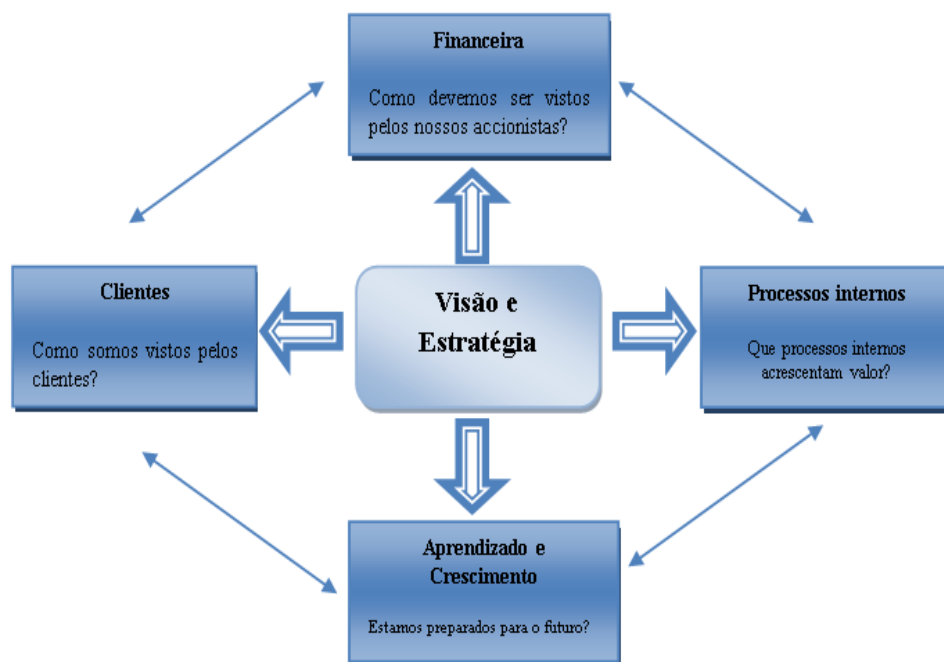 Financeira
Como devemos ser vistos
pelos nossos accionistas?
Clientes
Como somos vistos pelos
clientes?
Visão e
Estratégia
Processos internos
Que processos internos
acrescentam valor?
Aprendizado e
Crescimento
Estamos preparados para o futuro?